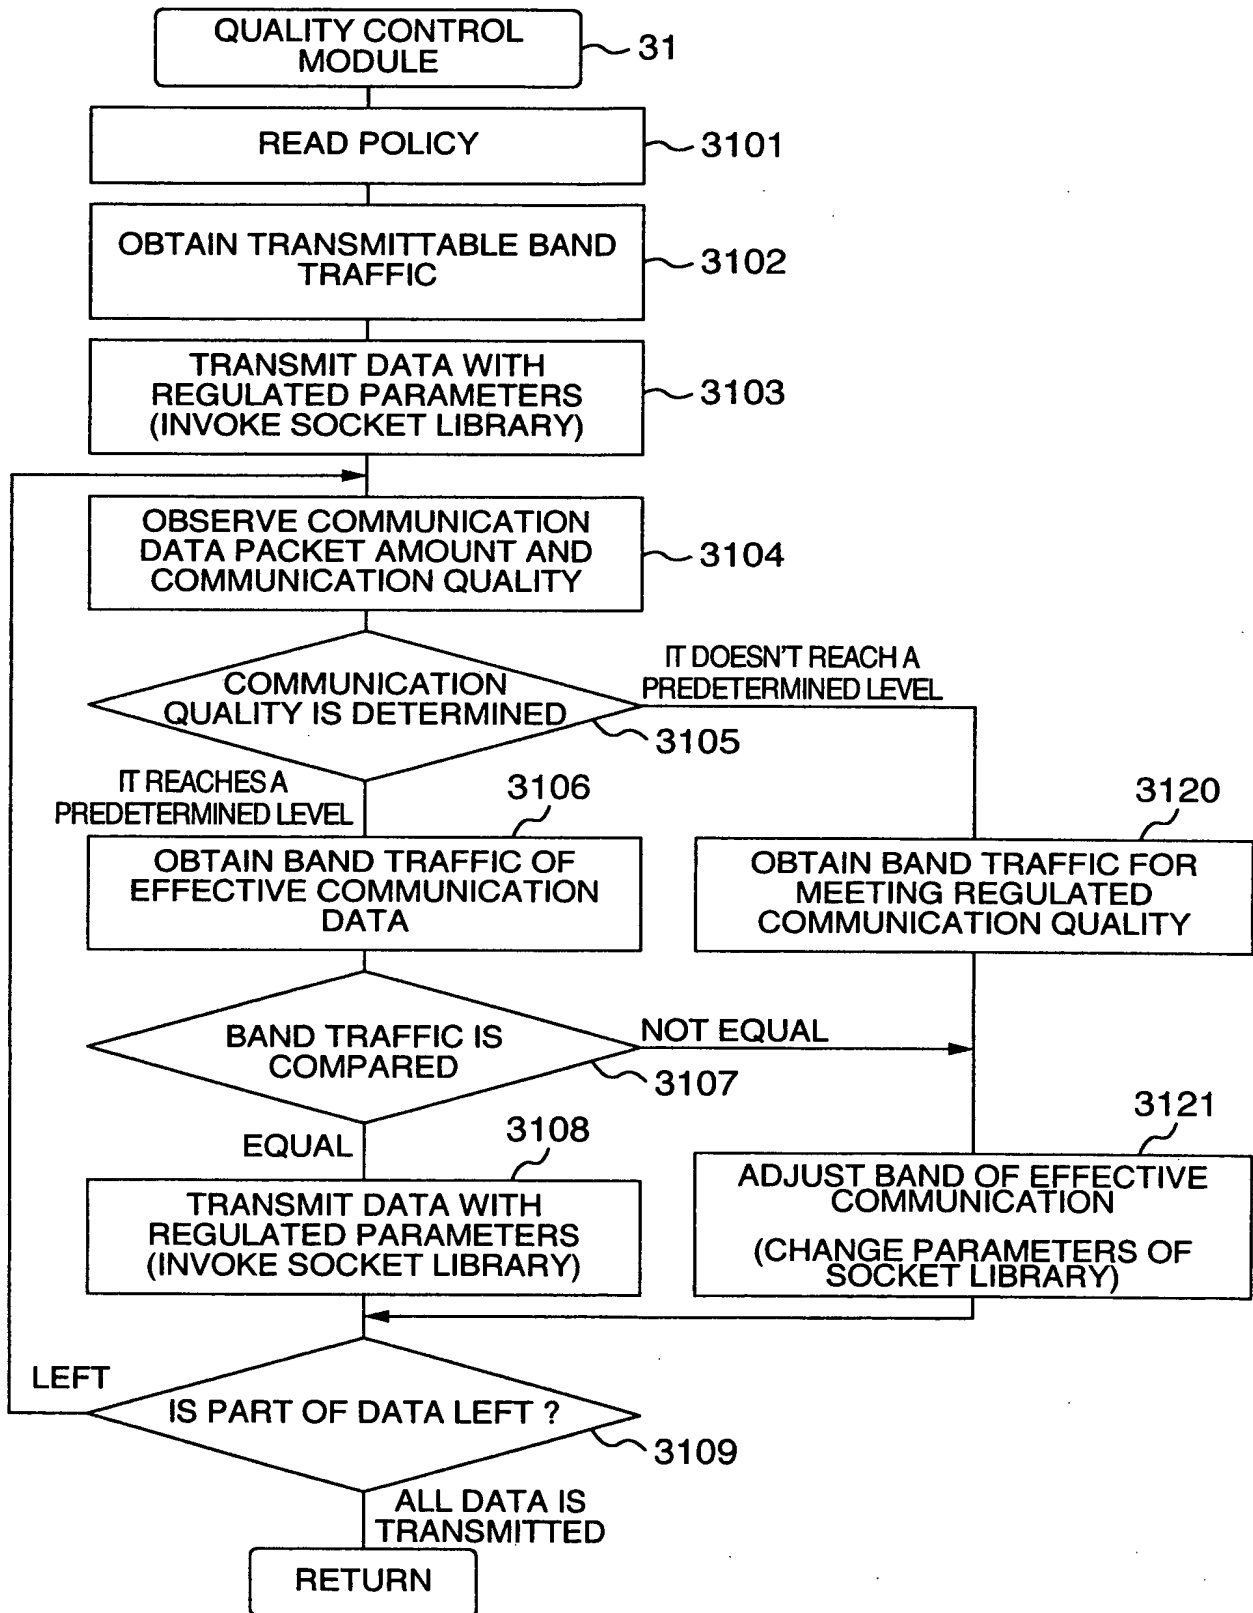 QUALITY CONTROL
MODULE
31
READ POLICY
3101
OBTAIN TRANSMITTABLE BAND
TRAFFIC
3102
TRANSMIT DATA WITH
REGULATED PARAMETERS
(INVOKE SOCKET LIBRARY)
3103
OBSERVE COMMUNICATION
DATA PACKET AMOUNT AND
COMMUNICATION QUALITY
3104
COMMUNICATION
QUALITY IS DETERMINED
3105
IT DOESN'T REACH A
PREDETERMINED LEVEL
IT REACHES A
PREDETERMINED LEVEL
3106
OBTAIN BAND TRAFFIC OF
EFFECTIVE COMMUNICATION
DATA
3120
OBTAIN BAND TRAFFIC FOR
MEETING REGULATED
COMMUNICATION QUALITY
BAND TRAFFIC IS
COMPARED
NOT EQUAL
3107
EQUAL
3108
TRANSMIT DATA WITH
REGULATED PARAMETERS
(INVOKE SOCKET LIBRARY)
3121
ADJUST BAND OF EFFECTIVE
COMMUNICATION
(CHANGE PARAMETERS OF
SOCKET LIBRARY)
LEFT
IS PART OF DATA LEFT ?
3109
ALL DATA IS
TRANSMITTED
RETURN